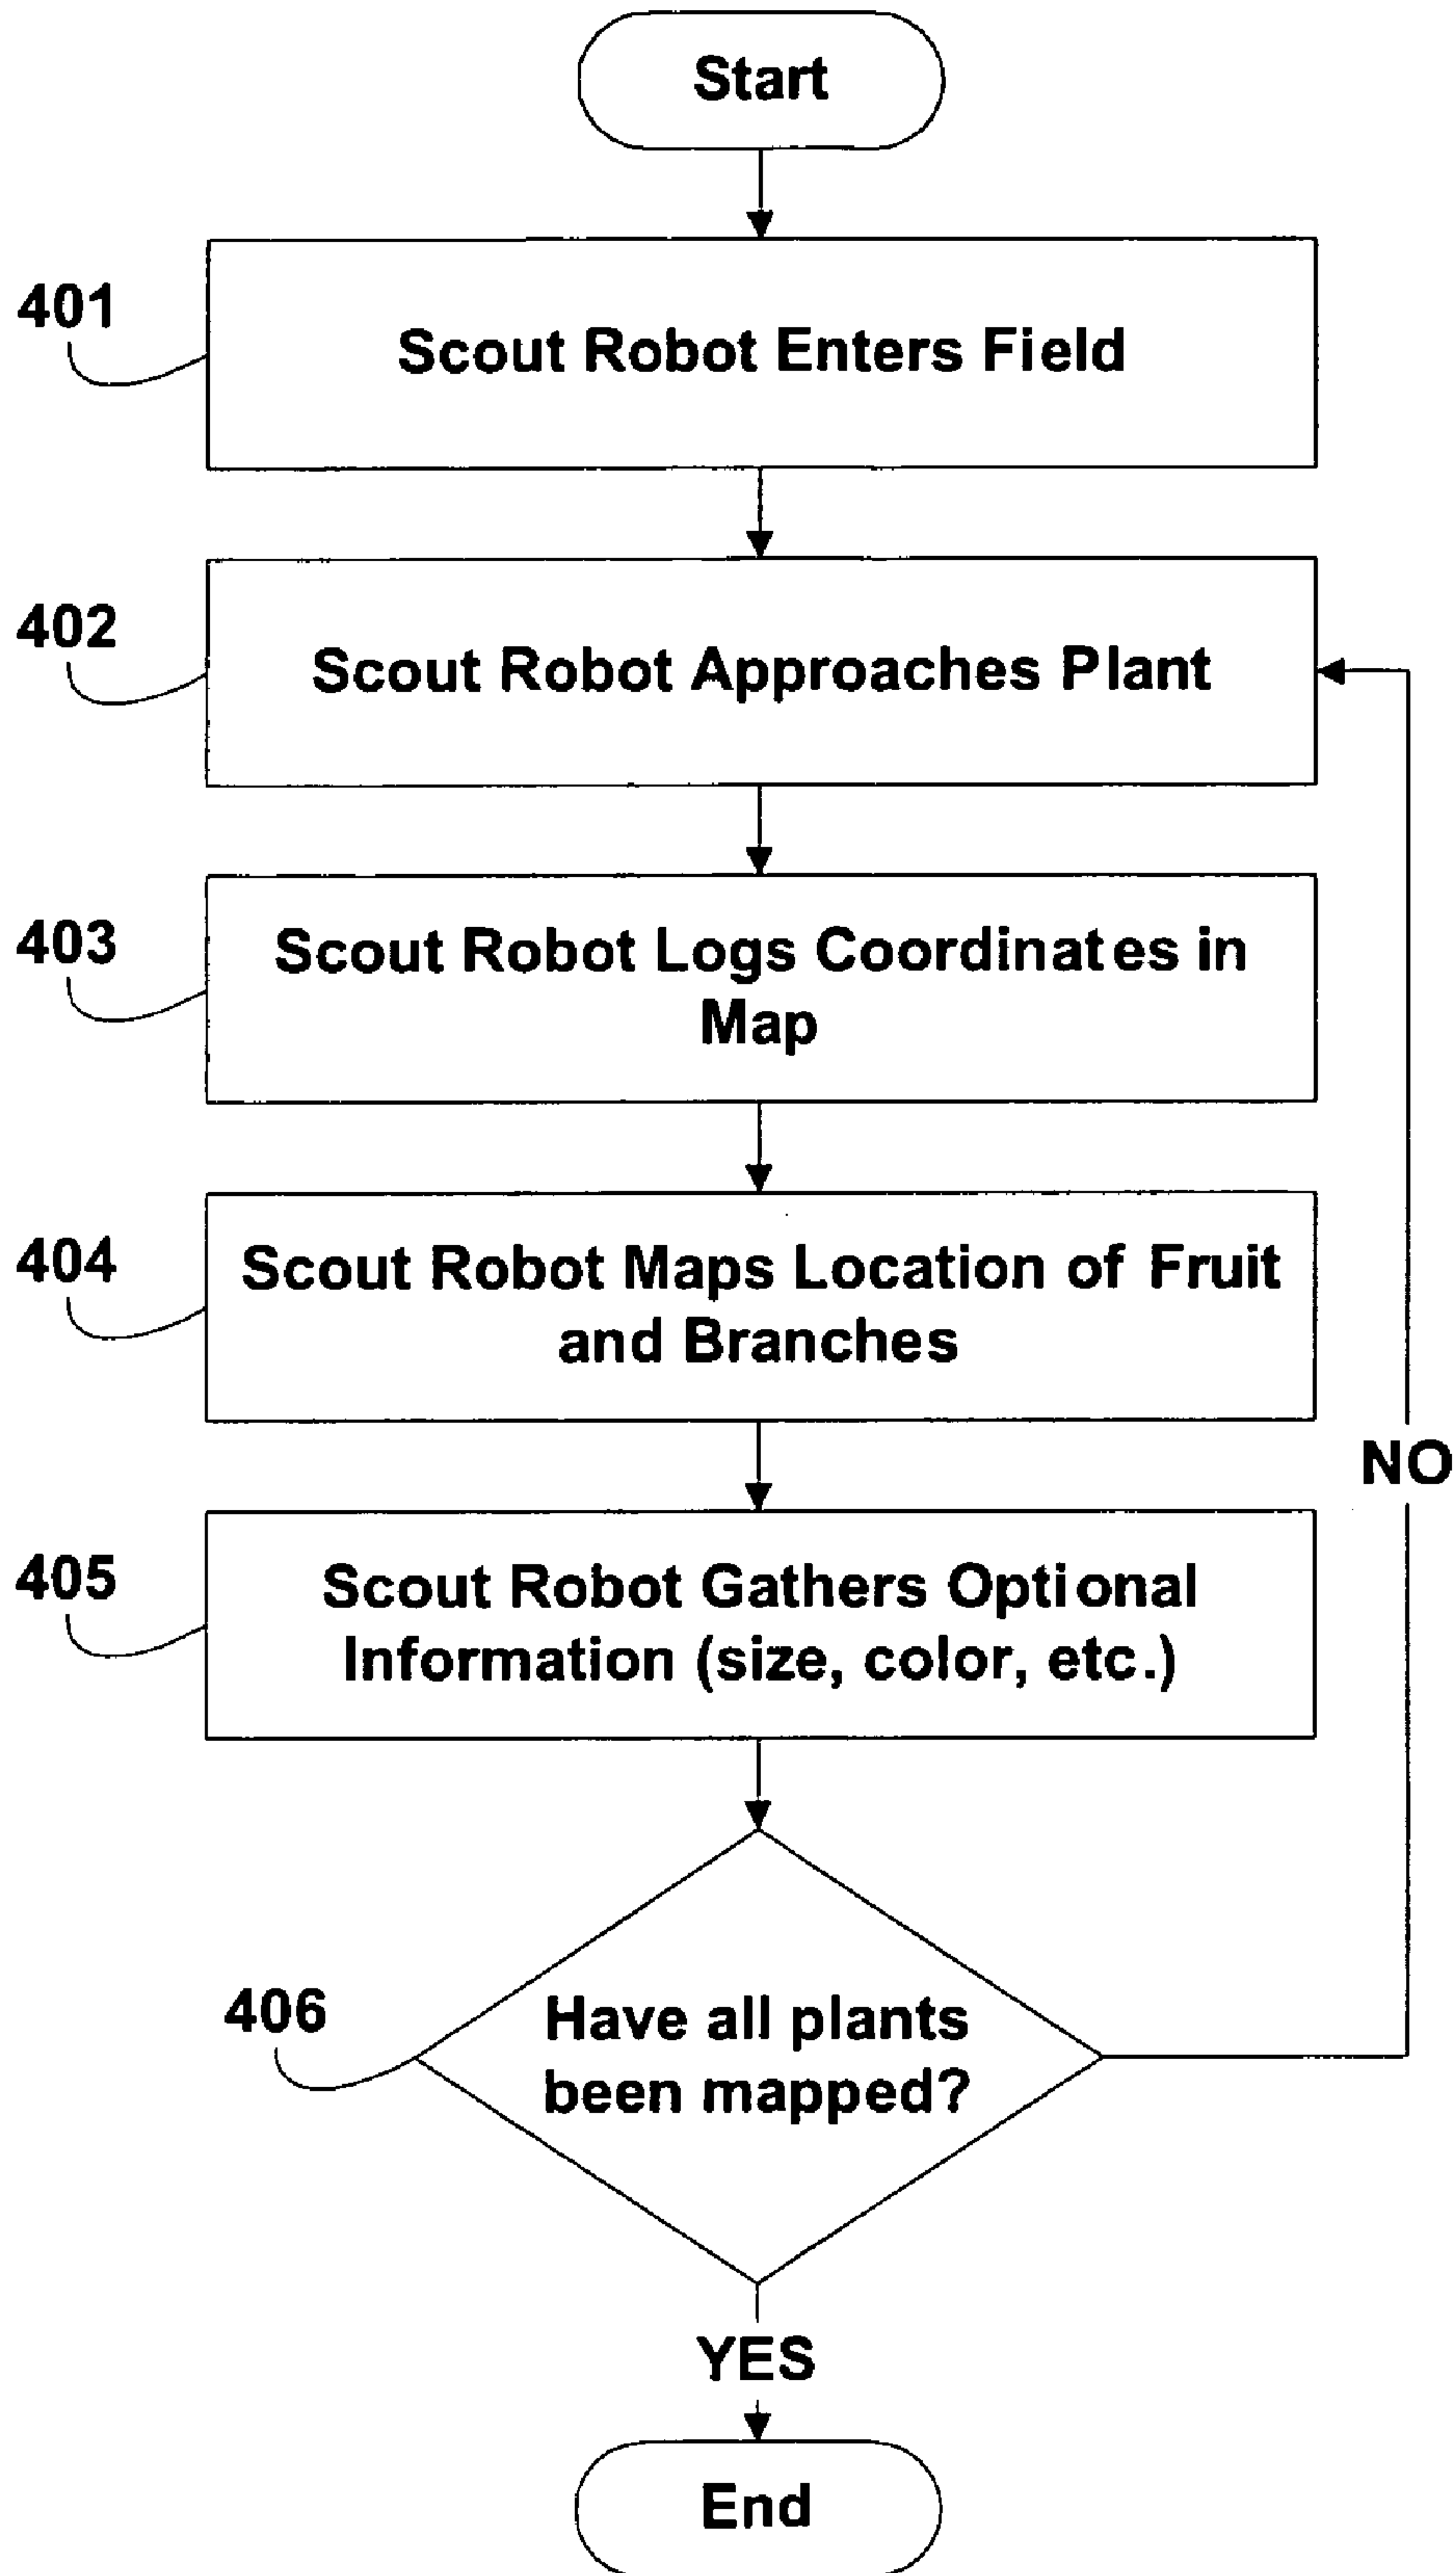 Start
401
Scout Robot Enters Field
402
Scout Robot Approaches Plant
403
Scout Robot Logs Coordinates in
Map
404
Scout Robot Maps Location of Fruit
and Branches
NO
405
Scout Robot Gathers Optional
Information (size, color, etc.)
406
Have all plants
been mapped?
YES
End